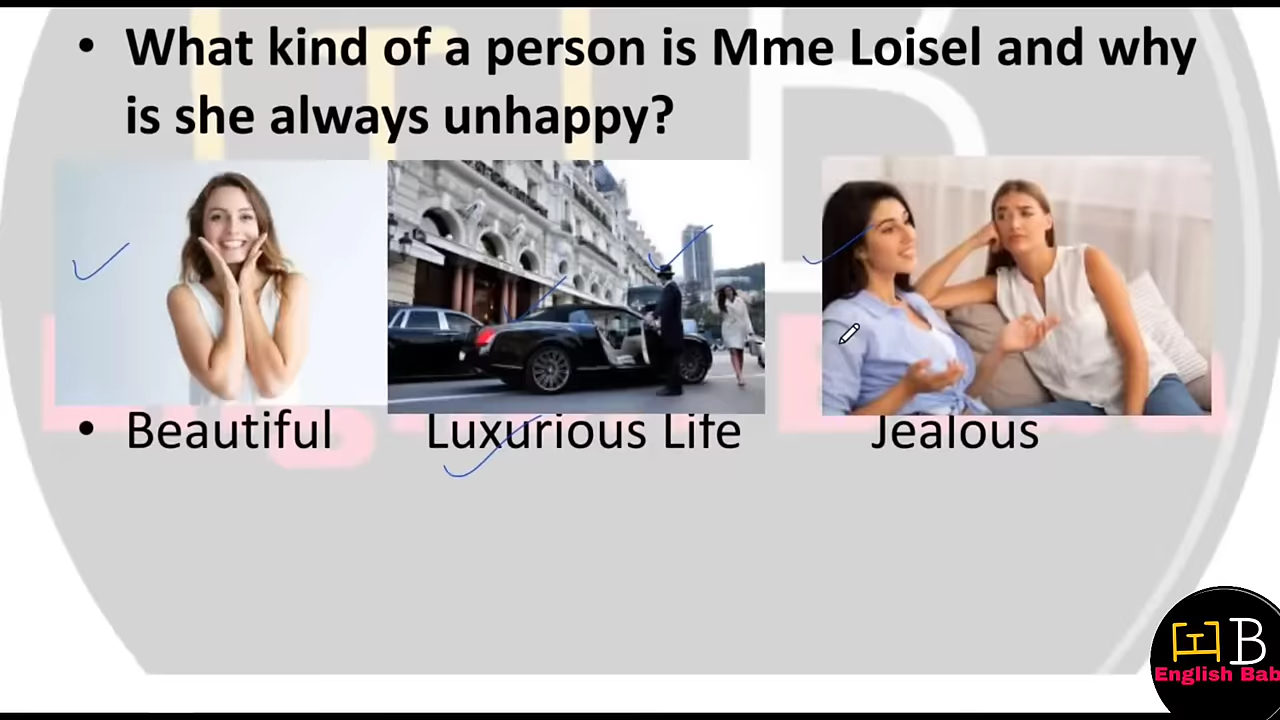 • What kind of a person is Mme Loisel and why
is she always unhappy?
• Beautiful Luxurious Life Jealous
EB
English Bab